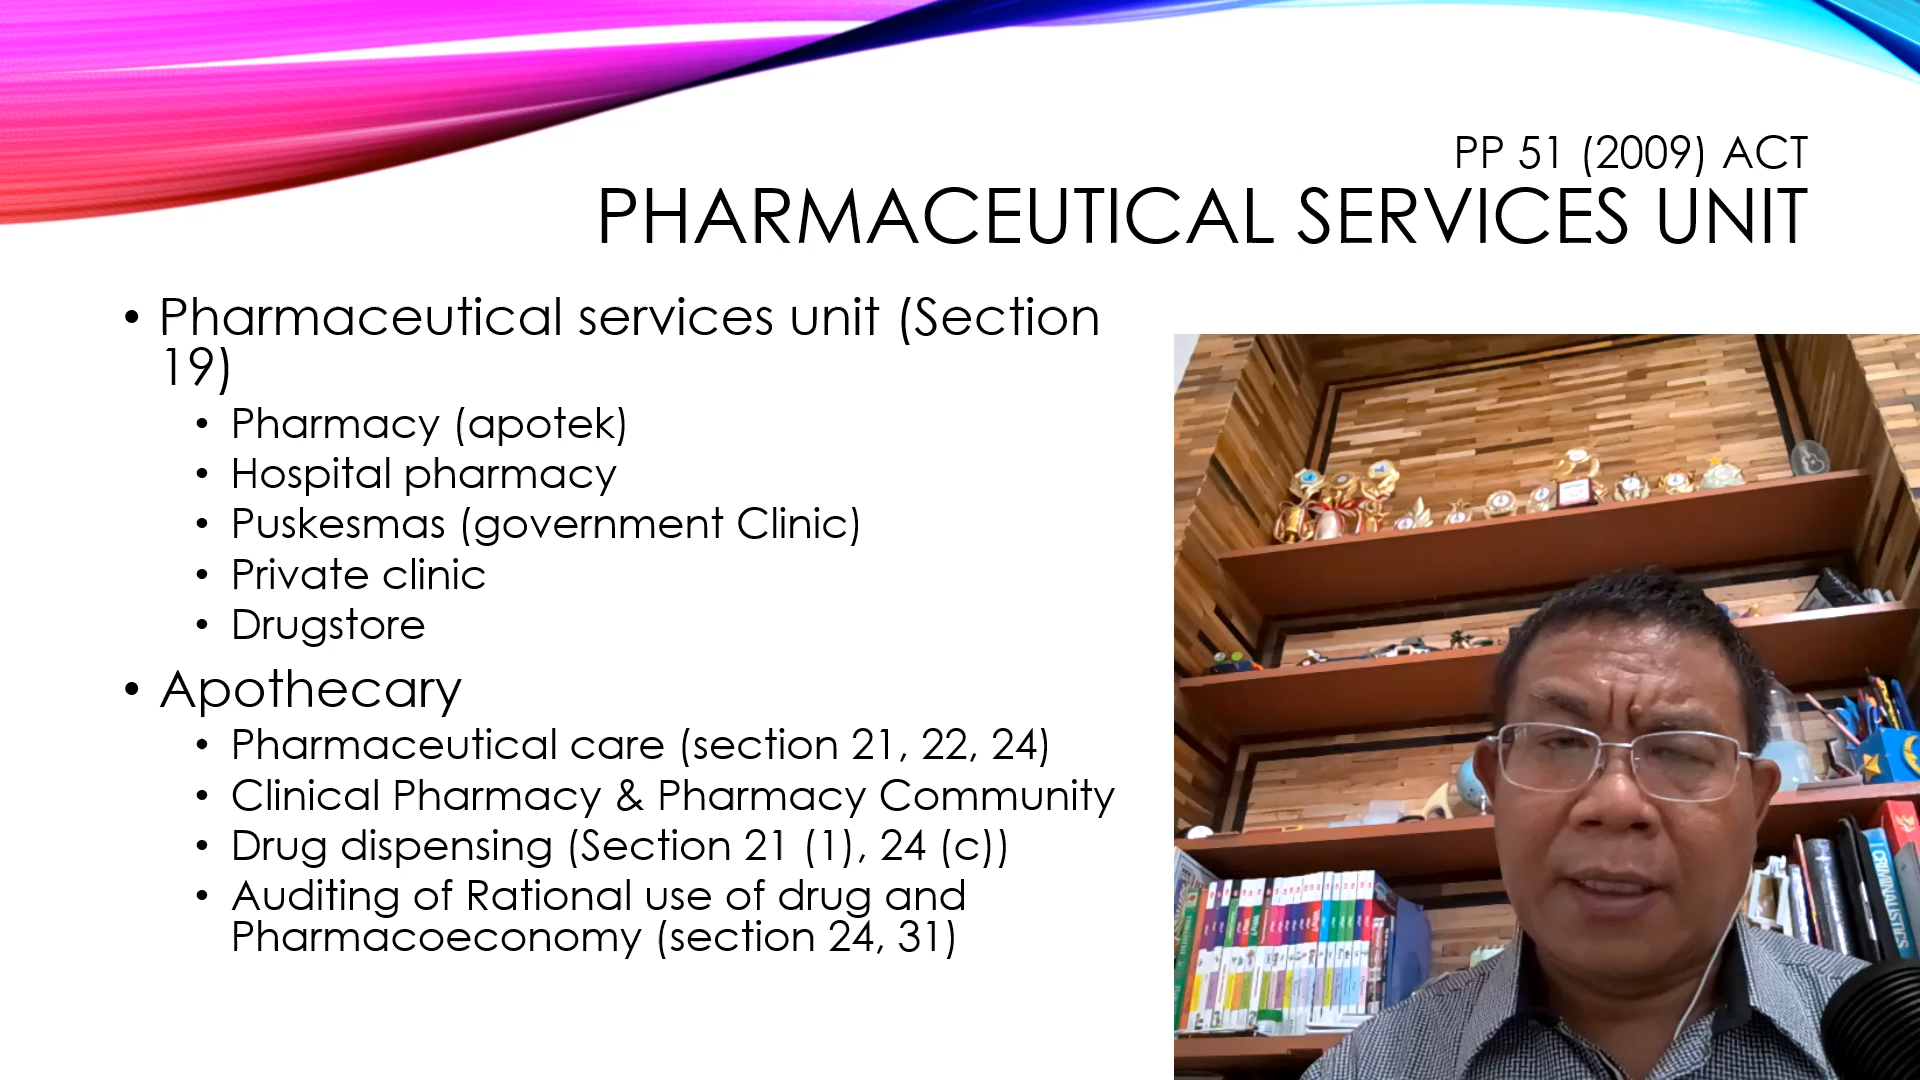 PP 51 (2009) ACT
PHARMACEUTICAL SERVICES UNIT
• Pharmaceutical services unit (Section
19)
• Pharmacy (apotek)
• Hospital pharmacy
• Puskesmas (government Clinic)
• Private clinic
• Drugstore
• Apothecary
• Pharmaceutical care (section 21, 22, 24)
• Clinical Pharmacy & Pharmacy Community
• Drug dispensing (Section 21 (1), 24 (c))
• Auditing of Rational use of drug and
Pharmacoeconomy (section 24, 31)
CRIMINALISTICS